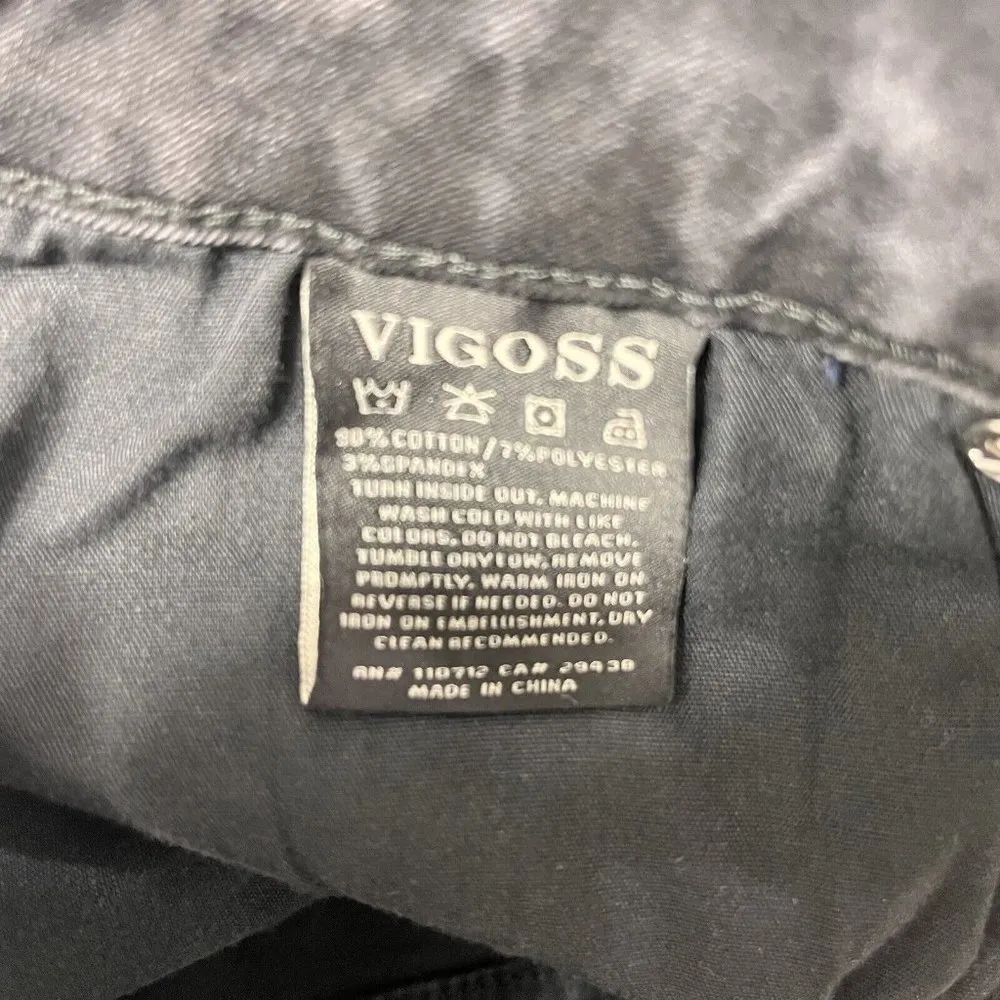 VIGOSS
90% COTTON / 7% POLYESTER
3% SPANDEX
TURN INSIDE OUT. MACHINE
WASH COLD WITH LIKE
COLORS. DO NOT BLEACH.
TUMBLE DRY LOW, REMOVE
PROMPTLY. WARM IRON ON
REVERSE IF NEEDED. DO NOT
IRON ON EMBELLISHMENT. DRY
CLEAN RECOMMENDED.
RN# 110712 CA# 29438
MADE IN CHINA